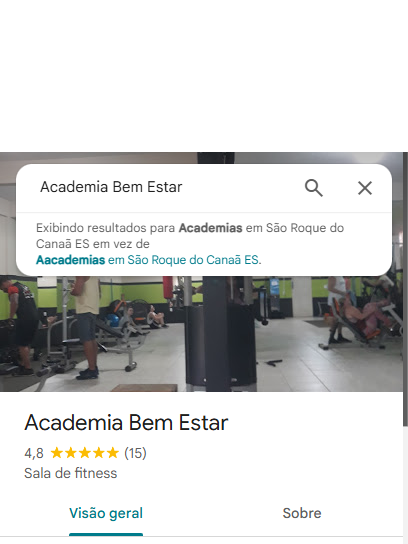 Academia Bem Estar
Exibindo resultados para Academias em São Roque do
Canaã ES em vez de
Aacademias em São Roque do Canaã ES.
Academia Bem Estar
4,8 (15)
Sala de fitness
Visão geral Sobre